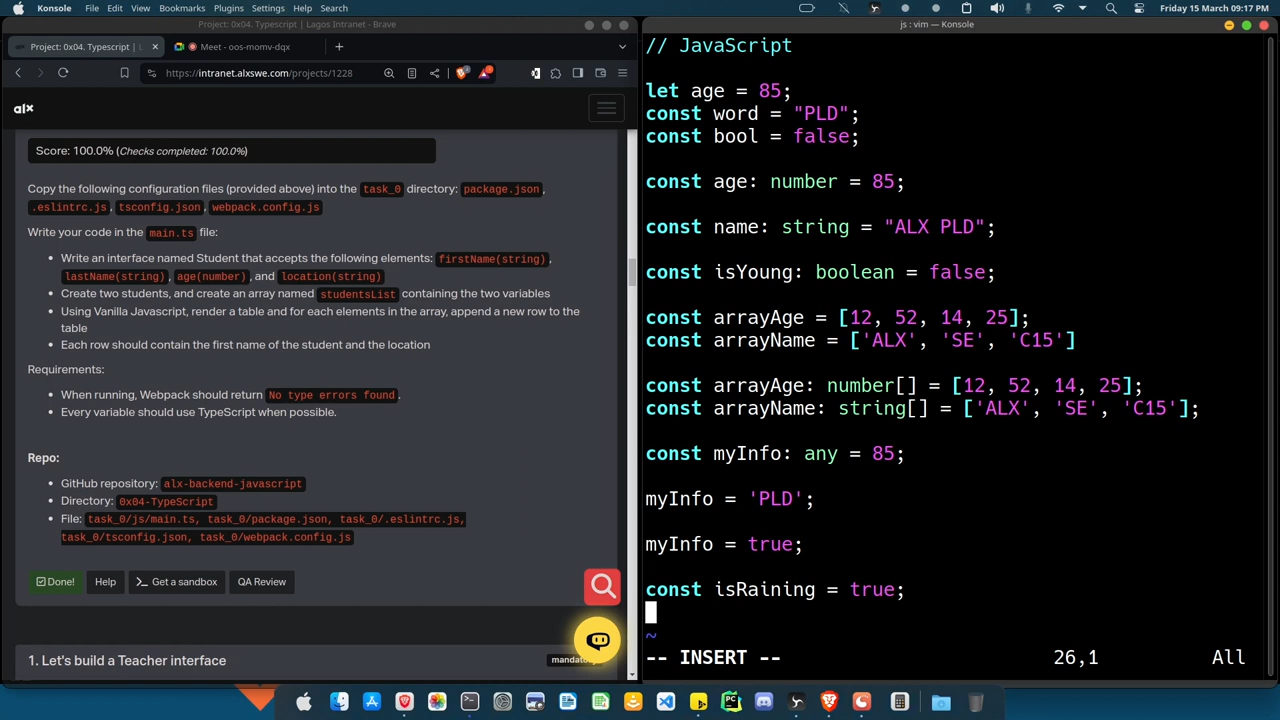 Konsole File Edit View Bookmarks Plugins Settings Help Friday 15 March 09:17 PM
Project: 0x04. Typescript | Lagos Intranet - Brave
js : vim — Konsole
Project: 0x04. Typescript | L
Meet - oos-momv-dqx
https://intranet.alxswe.com/projects/1228
alx
Score: 100.0% (Checks completed: 100.0%)
Copy the following configuration files (provided above) into the task_0 directory: package.json,
.eslintrc.js, tsconfig.json, webpack.config.js
Write your code in the main.ts file:
Write an interface named Student that accepts the following elements: firstName(string),
lastName(string), age(number), and location(string)
Create two students, and create an array named studentsList containing the two variables
Using Vanilla Javascript, render a table and for each elements in the array, append a new row to the
table
Each row should contain the first name of the student and the location
Requirements:
When running, Webpack should return No type errors found.
Every variable should use TypeScript when possible.
Repo:
GitHub repository: alx-backend-javascript
Directory: 0x04-TypeScript
File: task_0/js/main.ts, task_0/package.json, task_0/.eslintrc.js,
task_0/tsconfig.json, task_0/webpack.config.js
Done! Help Get a sandbox QA Review
1. Let's build a Teacher interface
// JavaScript
let age = 85;
const word = "PLD";
const bool = false;
const age: number = 85;
const name: string = "ALX PLD";
const isYoung: boolean = false;
const arrayAge = [12, 52, 14, 25];
const arrayName = ['ALX', 'SE', 'C15']
const arrayAge: number[] = [12, 52, 14, 25];
const arrayName: string[] = ['ALX', 'SE', 'C15'];
const myInfo: any = 85;
myInfo = 'PLD';
myInfo = true;
const isRaining = true;
~
-- INSERT -- 26,1 All